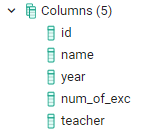 Columns (5)
id
name
year
num_of_exc
teacher